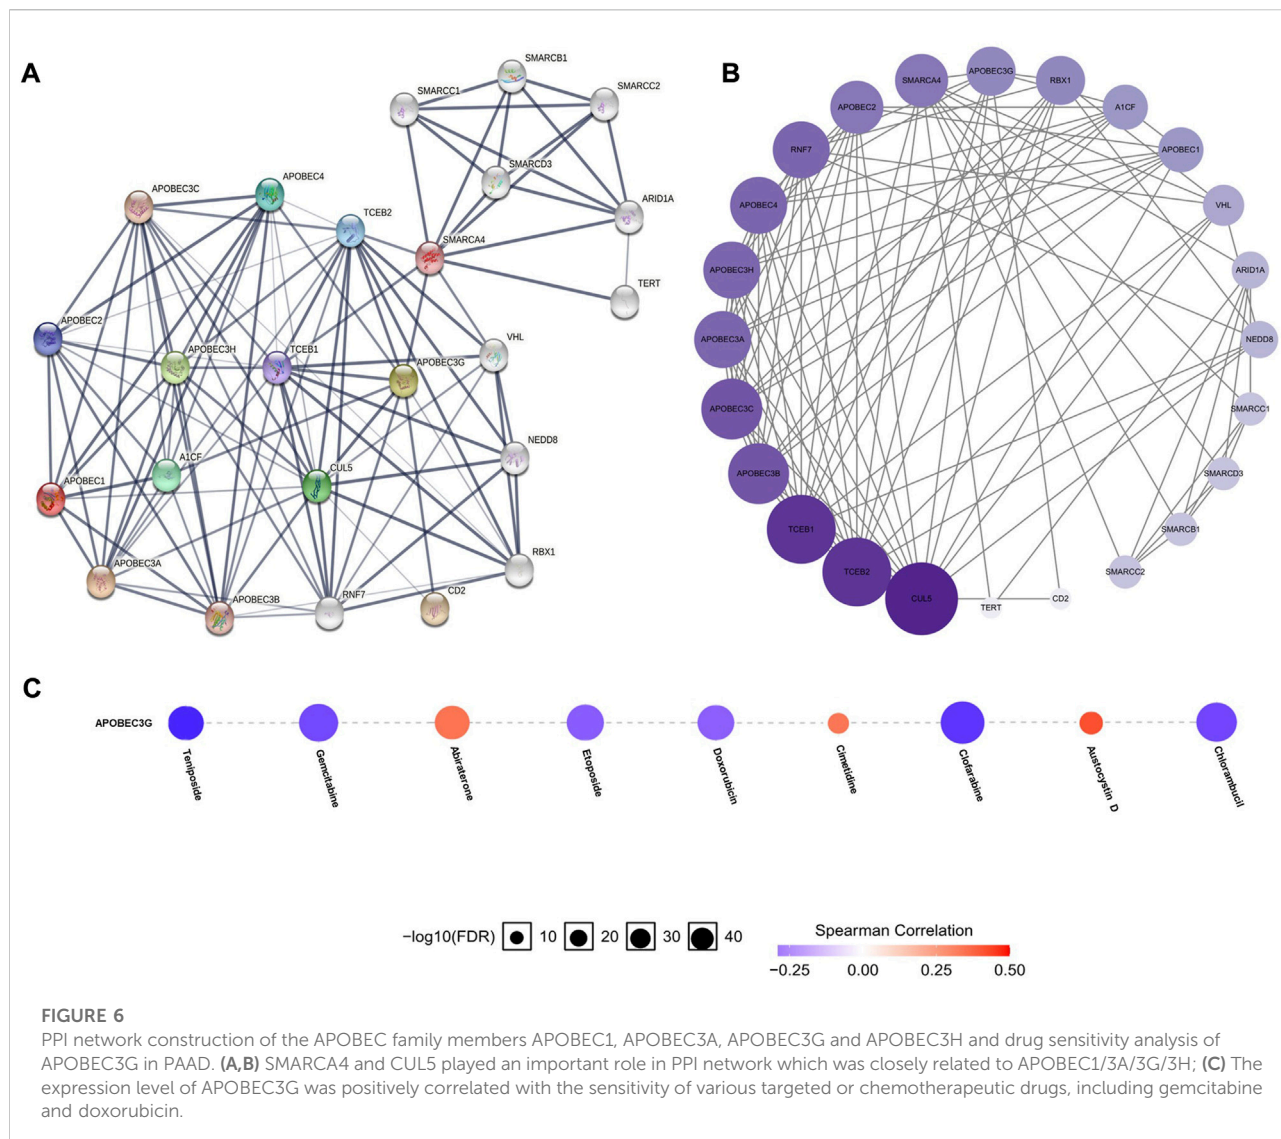 A
SMARCB1
SMARCC1
SMARCC2
SMARCD3
APOBEC3C
APOBEC4
TCEB2
ARID1A
SMARCA4
TERT
APOBEC2
APOBEC3H
TCEB1
APOBEC3G
VHL
NEDD8
A1CF
CUL5
APOBEC1
APOBEC3A
RBX1
APOBEC3B
RNF7
CD2
B
APOBEC3G
SMARCA4
RBX1
APOBEC2
A1CF
RNF7
APOBEC1
APOBEC4
VHL
APOBEC3H
ARID1A
APOBEC3A
NEDD8
APOBEC3C
SMARCC1
APOBEC3B
SMARCD3
TCEB1
SMARCB1
TCEB2
SMARCC2
CUL5
TERT
CD2
C
APOBEC3G
Teniposide
Gemcitabine
Abiraterone
Etoposide
Doxorubicin
Cimetidine
Clofarabine
Austocystin D
Chlorambucil
−log10(FDR) 10 20 30 40
Spearman Correlation
−0.25 0.00 0.25 0.50
FIGURE 6
PPI network construction of the APOBEC family members APOBEC1, APOBEC3A, APOBEC3G and APOBEC3H and drug sensitivity analysis of
APOBEC3G in PAAD. (A,B) SMARCA4 and CUL5 played an important role in PPI network which was closely related to APOBEC1/3A/3G/3H; (C) The
expression level of APOBEC3G was positively correlated with the sensitivity of various targeted or chemotherapeutic drugs, including gemcitabine
and doxorubicin.